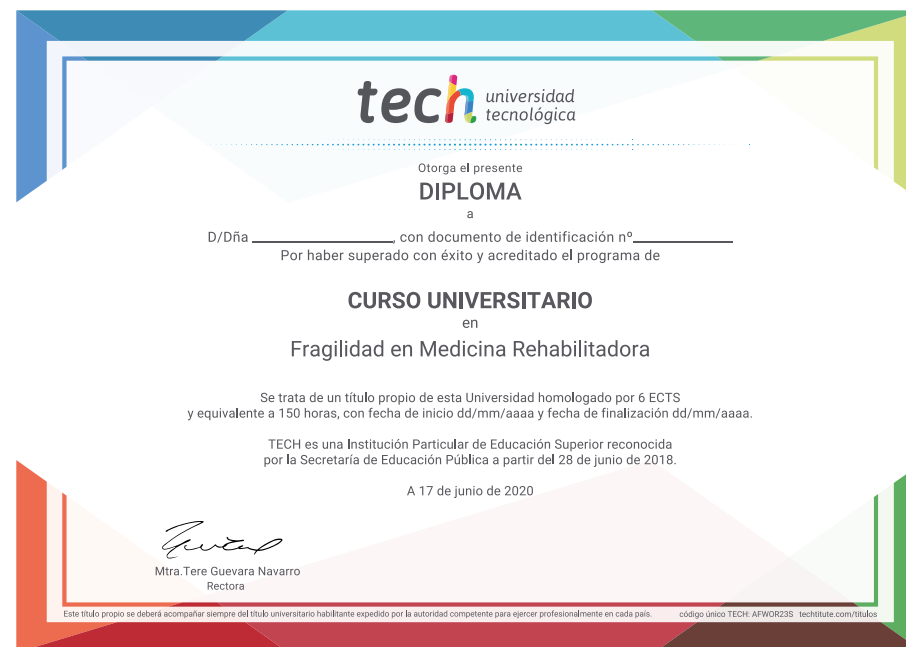 tech universidad
tecnológica
Otorga el presente
DIPLOMA
a
D/Dña ____________________, con documento de identificación nº______________
Por haber superado con éxito y acreditado el programa de
CURSO UNIVERSITARIO
en
Fragilidad en Medicina Rehabilitadora
Se trata de un título propio de esta Universidad homologado por 6 ECTS
y equivalente a 150 horas, con fecha de inicio dd/mm/aaaa y fecha de finalización dd/mm/aaaa.
TECH es una Institución Particular de Educación Superior reconocida
por la Secretaría de Educación Pública a partir del 28 de junio de 2018.
A 17 de junio de 2020
Mtra.Tere Guevara Navarro
Rectora
Este título propio se deberá acompañar siempre del título universitario habilitante expedido por la autoridad competente para ejercer profesionalmente en cada país. código único TECH: AFWOR23S techtitute.com/títulos